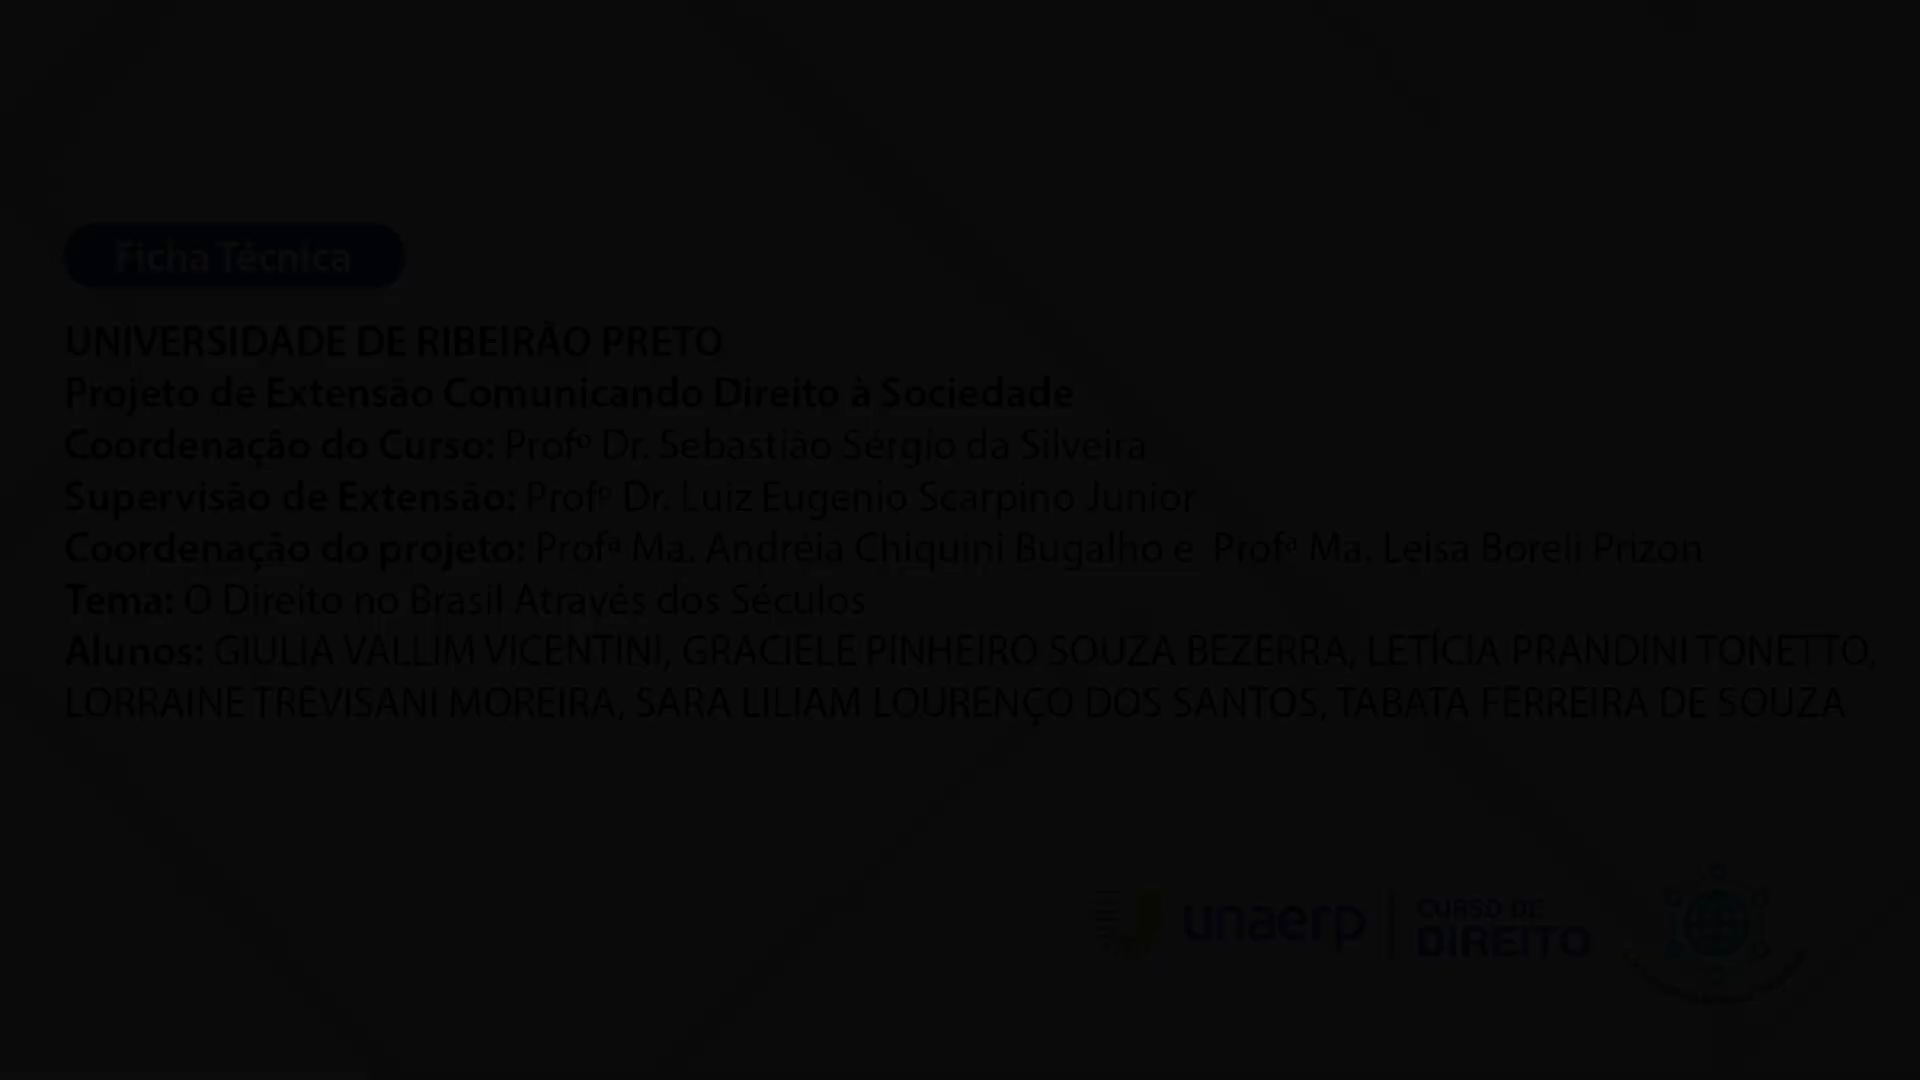 Ficha Técnica
UNIVERSIDADE DE RIBEIRÃO PRETO
Projeto de Extensão Comunicando Direito à Sociedade
Coordenação do Curso: Profº Dr. Sebastião Sérgio da Silveira
Supervisão de Extensão: Profº Dr. Luiz Eugenio Scarpino Junior
Coordenação do projeto: Profª Ma. Andréia Chiquini Bugalho e Profª Ma. Leisa Boreli Prizon
Tema: O Direito no Brasil Através dos Séculos
Alunos: GIULIA VALLIM VICENTINI, GRACIELE PINHEIRO SOUZA BEZERRA, LETÍCIA PRANDINI TONETTO,
LORRAINE TREVISANI MOREIRA, SARA LILIAM LOURENÇO DOS SANTOS, TABATA FERREIRA DE SOUZA
unaerp
CURSO DE
DIREITO